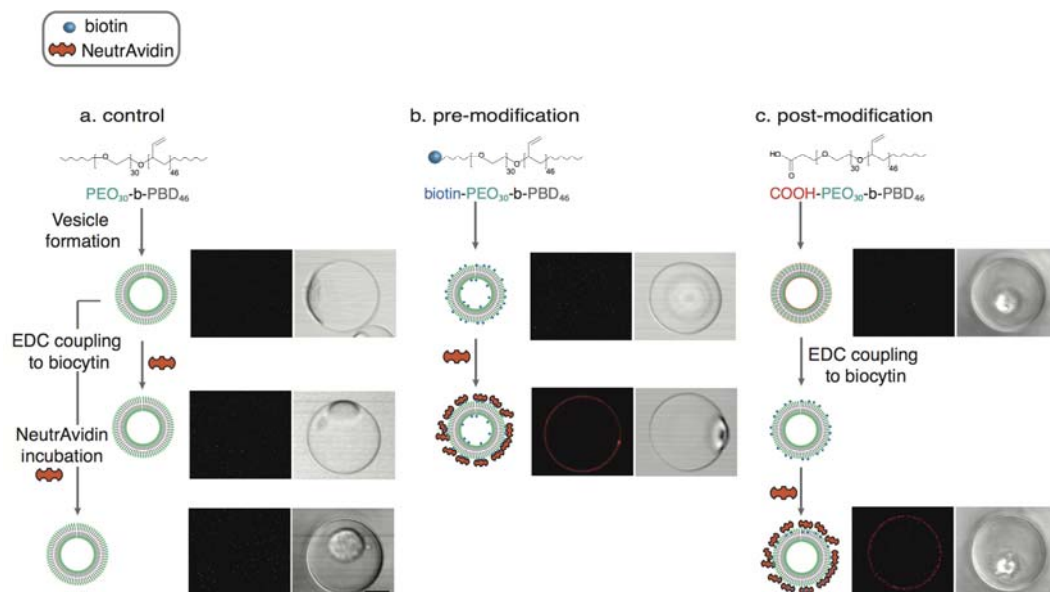 biotin
NeutrAvidin
a. control
30
46
PEO₃₀-b-PBD₄₆
Vesicle
formation
EDC coupling
to biocytin
NeutrAvidin
incubation
b. pre-modification
30
46
biotin-PEO₃₀-b-PBD₄₆
c. post-modification
HO
O
O
O
30
46
COOH-PEO₃₀-b-PBD₄₆
EDC coupling
to biocytin